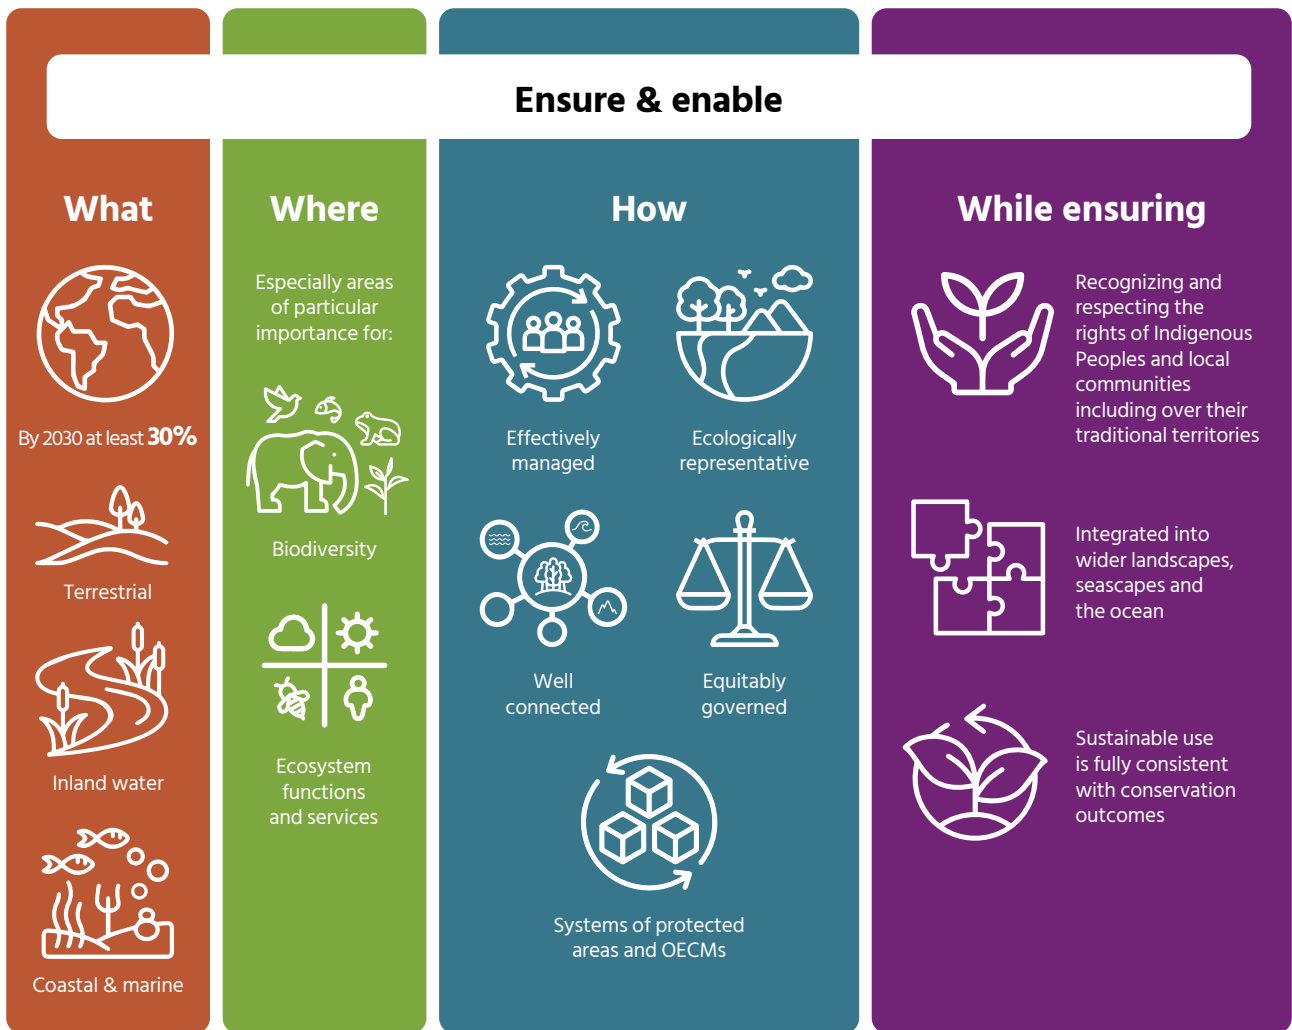 Ensure & enable
What
By 2030 at least 30%
Terrestrial
Inland water
Coastal & marine
Where
Especially areas
of particular
importance for:
Biodiversity
Ecosystem
functions
and services
How
Effectively
managed
Ecologically
representative
Well
connected
Equitably
governed
Systems of protected
areas and OECMs
While ensuring
Recognizing and
respecting the
rights of Indigenous
Peoples and local
communities
including over their
traditional territories
Integrated into
wider landscapes,
seascapes and
the ocean
Sustainable use
is fully consistent
with conservation
outcomes